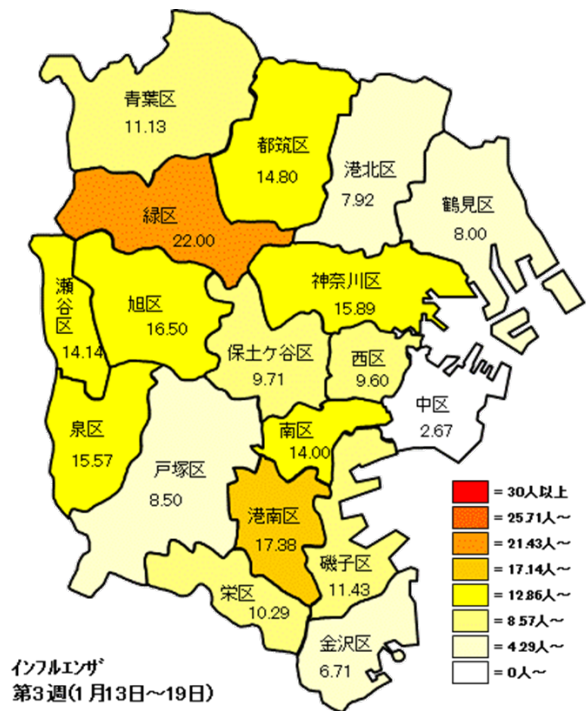 青葉区
11.13
都筑区
14.80
港北区
7.92
鶴見区
8.00
緑区
22.00
瀬谷区
14.14
旭区
16.50
神奈川区
15.89
保土ケ谷区
9.71
西区
9.60
中区
2.67
泉区
15.57
戸塚区
8.50
南区
14.00
港南区
17.38
磯子区
11.43
栄区
10.29
金沢区
6.71
=30人以上
=25.71人～
=21.43人～
=17.14人～
=12.86人～
=8.57人～
=4.29人～
=0人～
インフルエンザ
第3週(1月13日～19日)